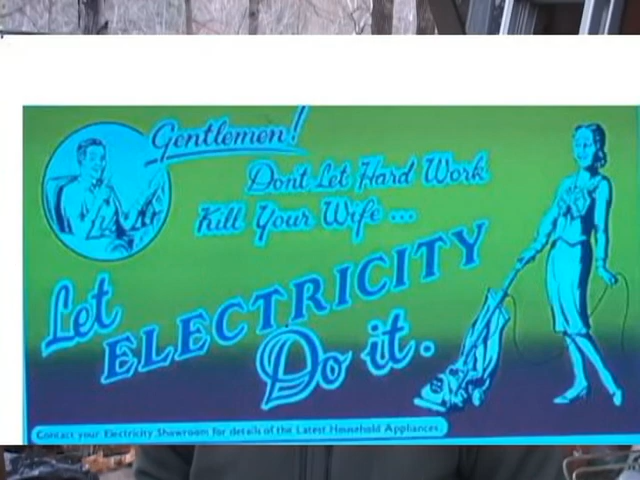 Gentlemen!
Don't Let Hard Work
Kill Your Wife ...
Let
ELECTRICITY
Do it.
Contact your Electricity Showroom for details of the Latest Household Appliances.